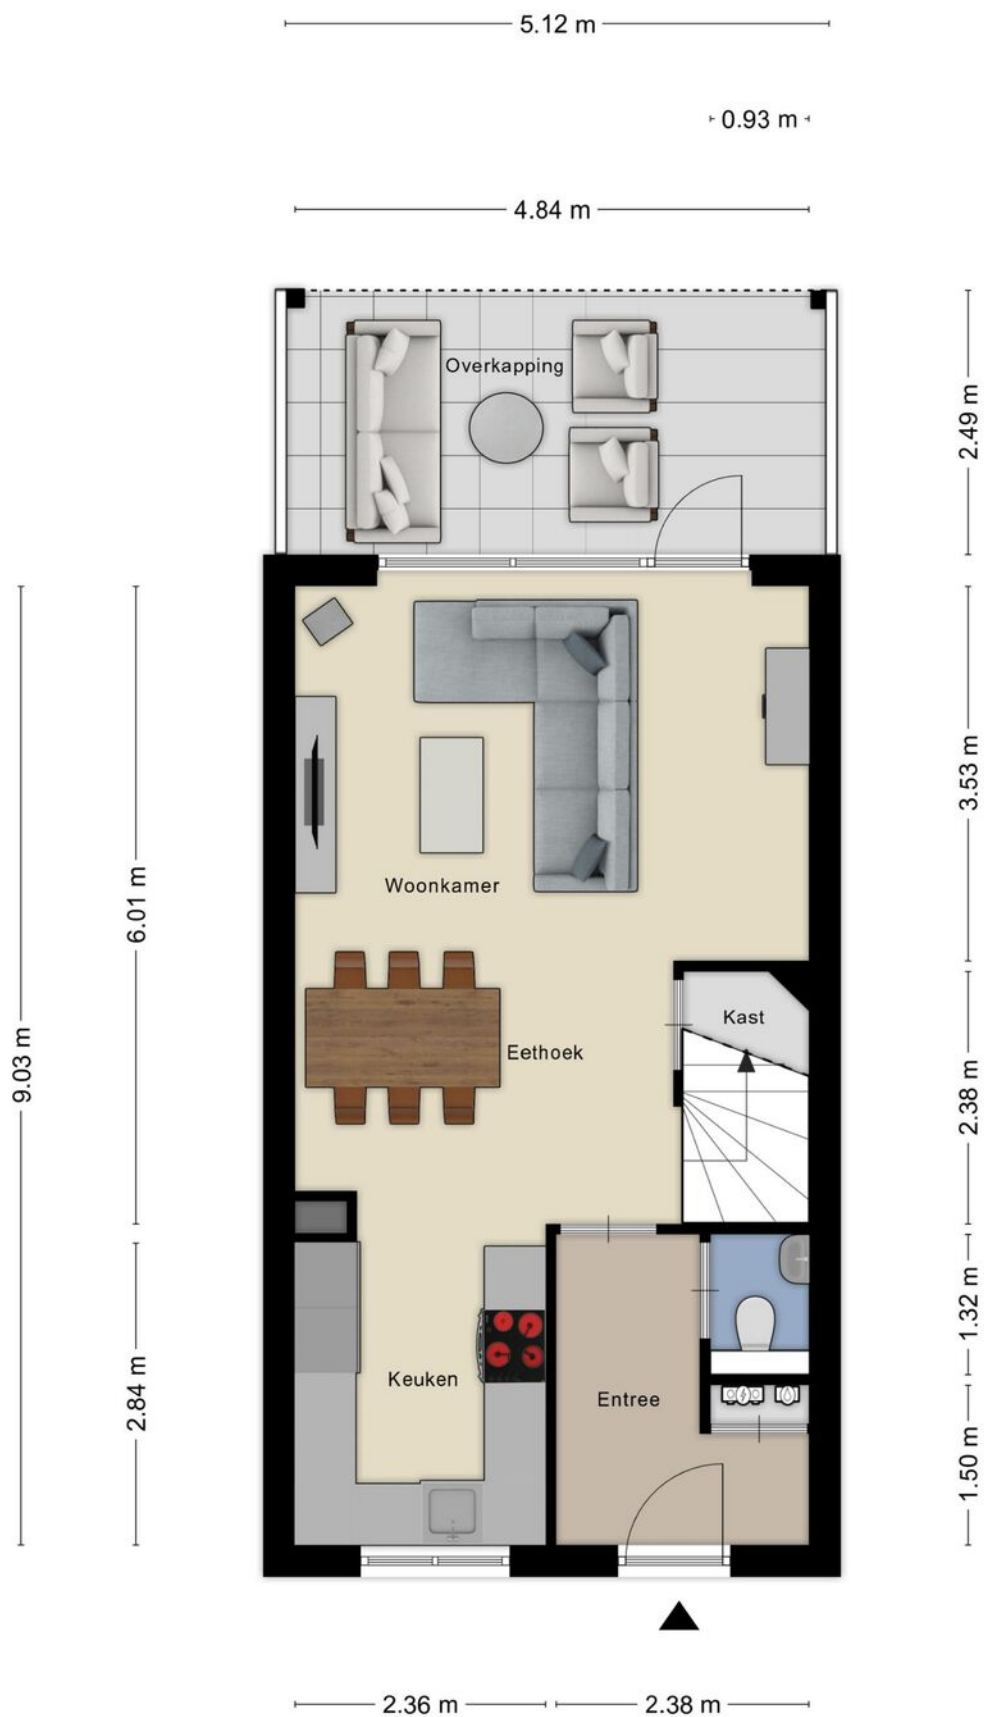 5.12 m
0.93 m
4.84 m
Overkapping
2.49 m
3.53 m
6.01 m
Woonkamer
Kast
Eethoek
9.03 m
2.38 m
1.32 m
Keuken
2.84 m
Entree
1.50 m
2.36 m
2.38 m